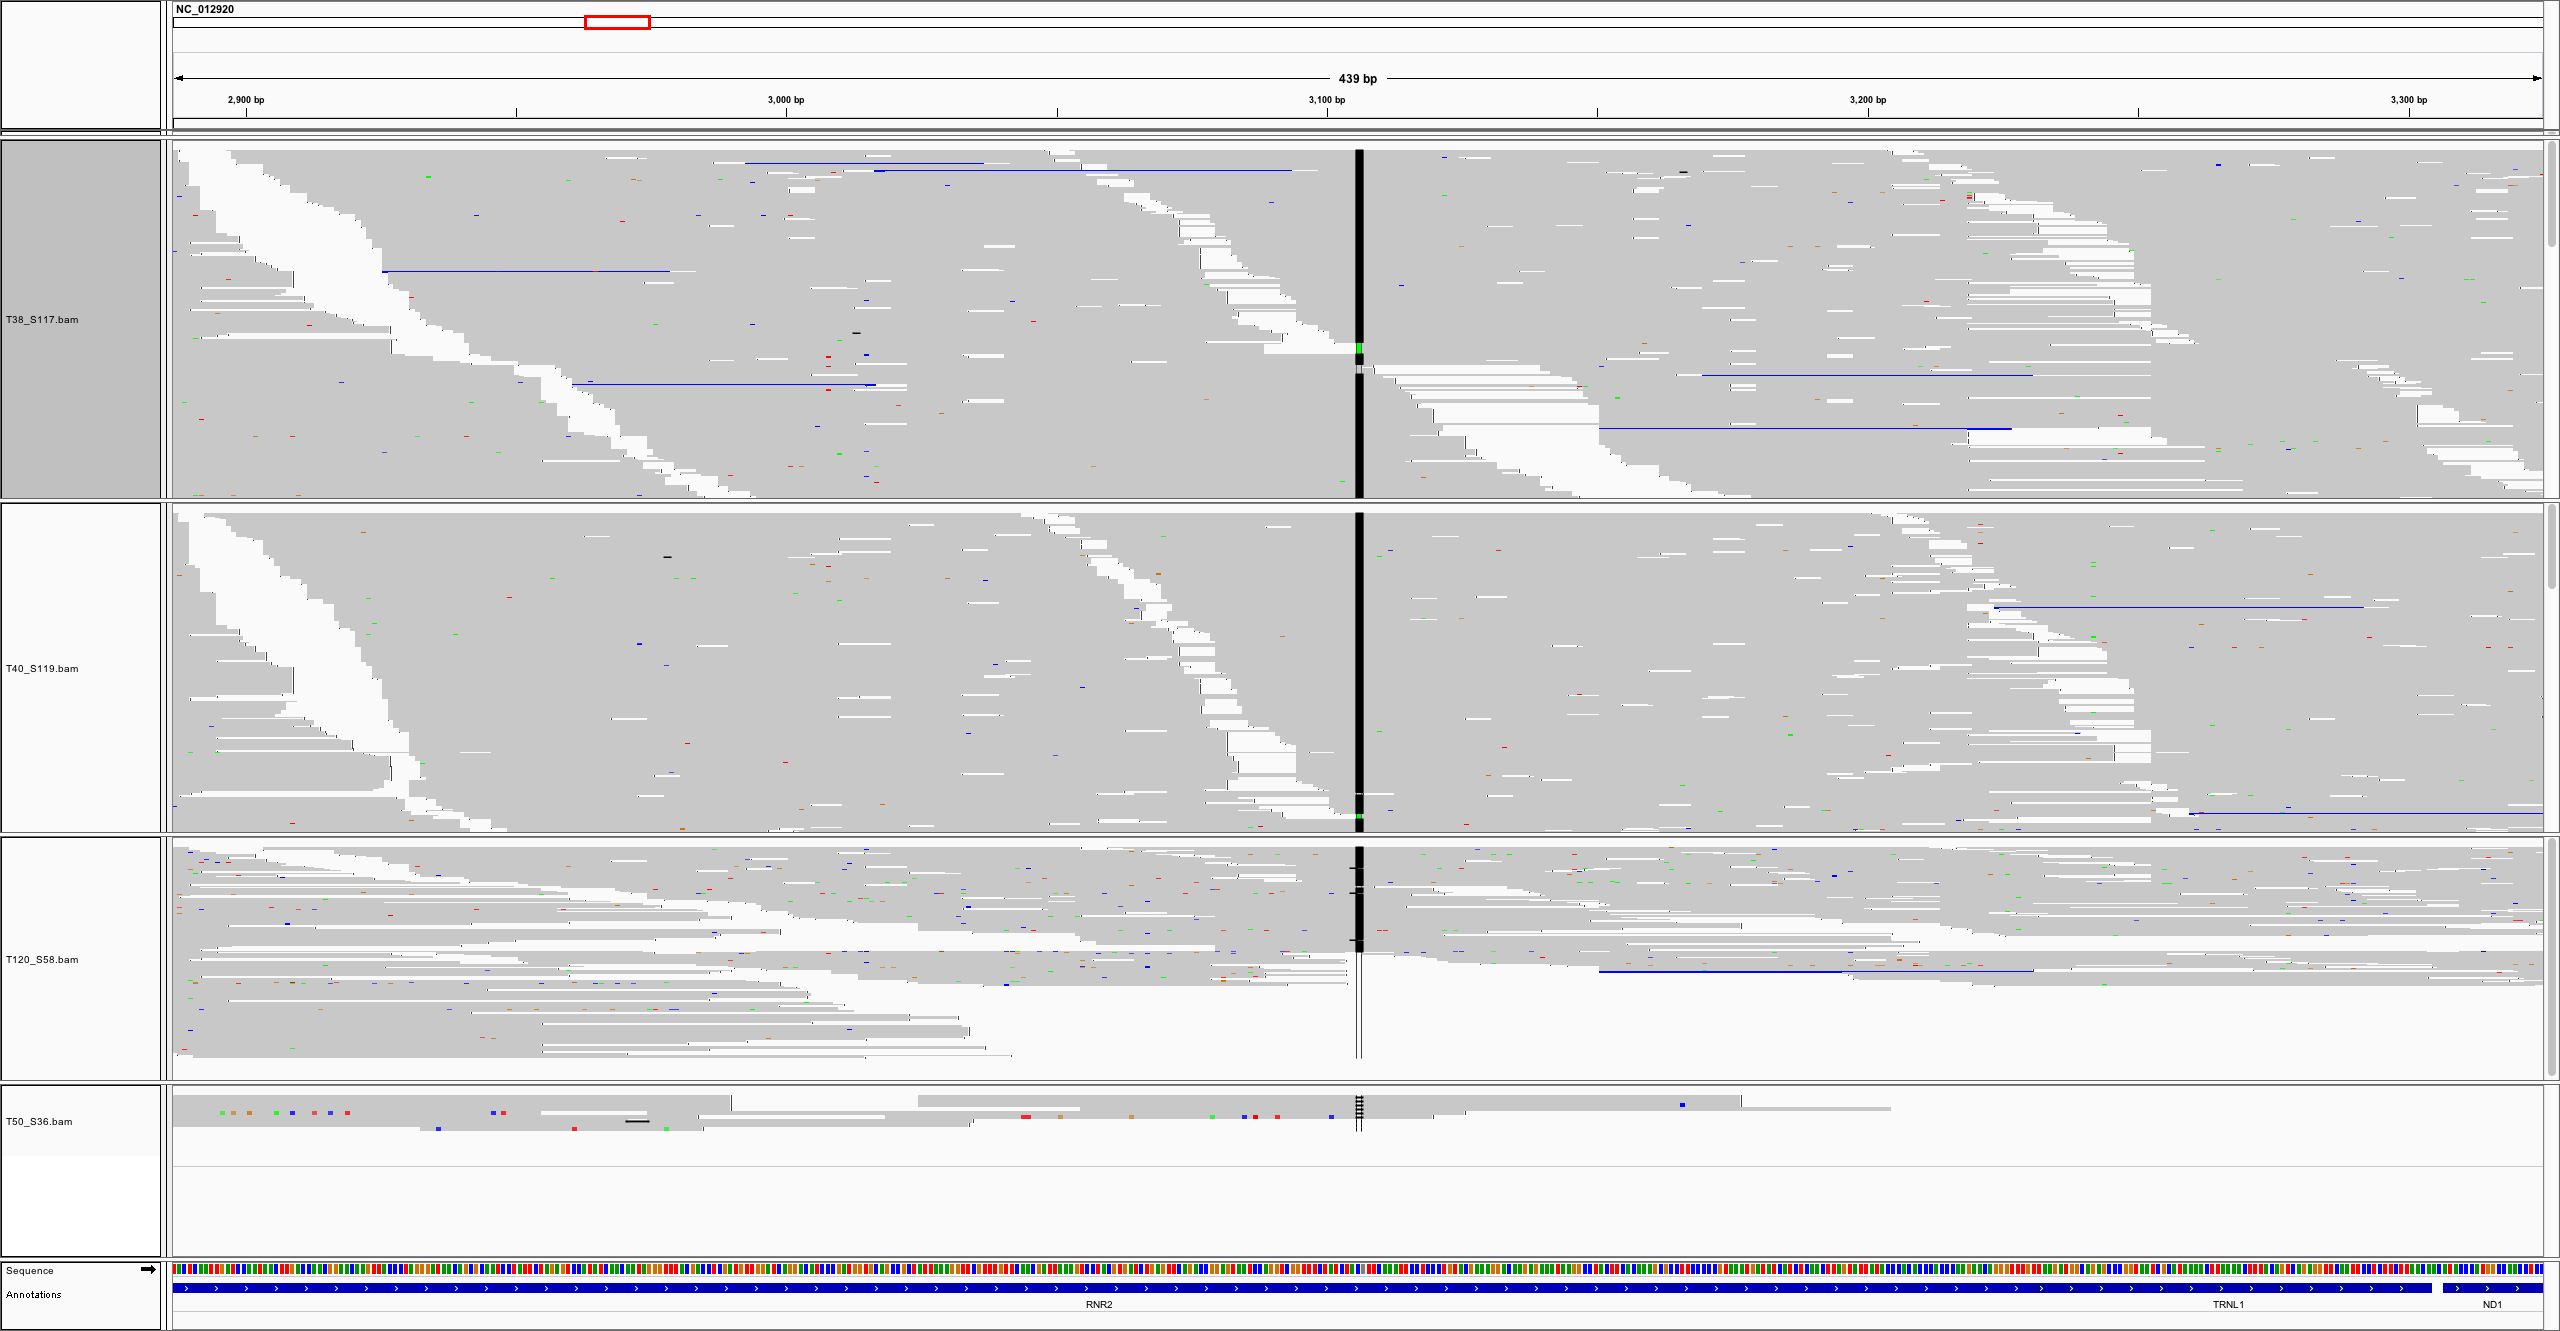 NC_012920
439 bp
2,900 bp 3,000 bp 3,100 bp 3,200 bp 3,300 bp
T38_S117.bam
T40_S119.bam
T120_S58.bam
T50_S36.bam
Sequence
Annotations
RNR2 TRNL1 ND1